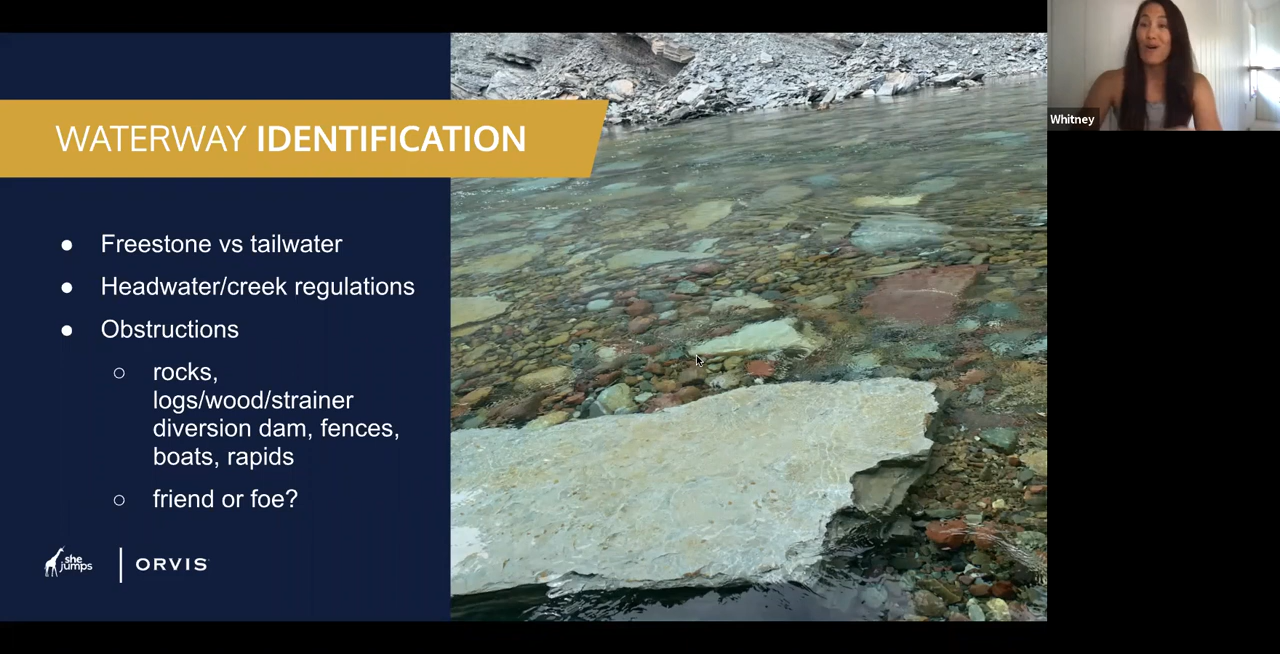 WATERWAY IDENTIFICATION
● Freestone vs tailwater
● Headwater/creek regulations
● Obstructions
○ rocks,
logs/wood/strainer
diversion dam, fences,
boats, rapids
○ friend or foe?
she
jumps
ORVIS
Whitney